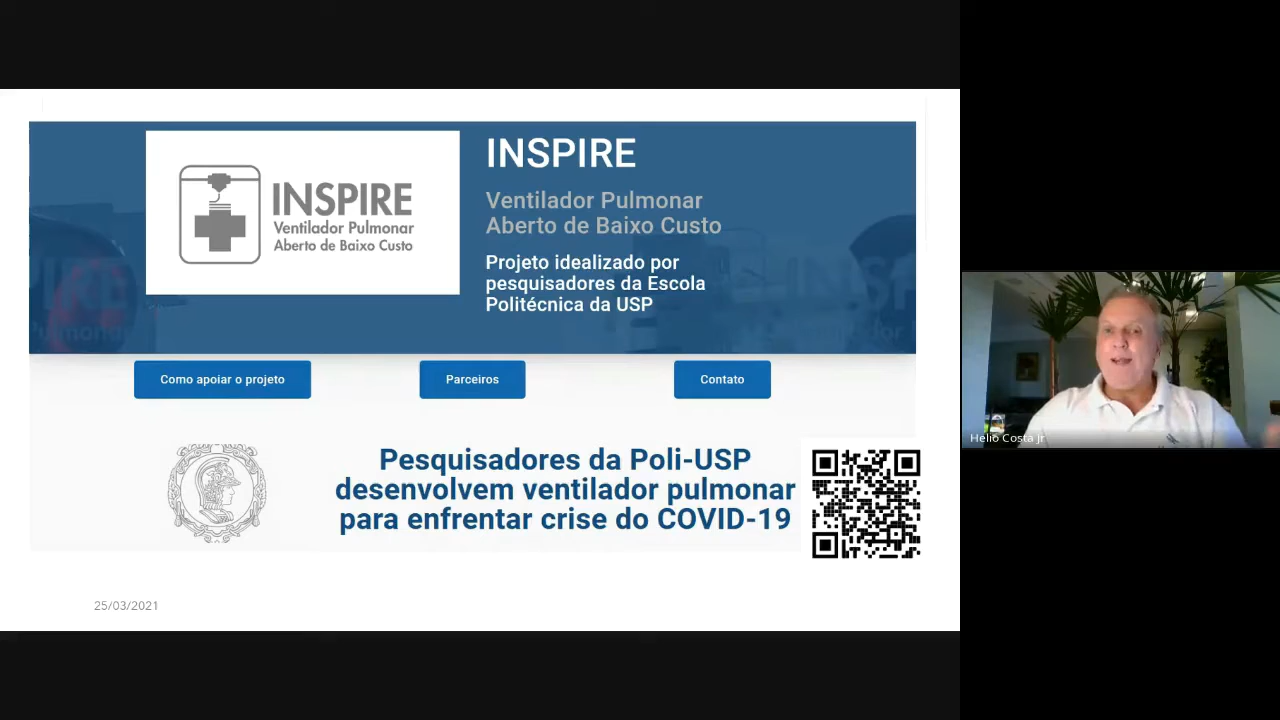 INSPIRE
Ventilador Pulmonar
Aberto de Baixo Custo
INSPIRE
Ventilador Pulmonar
Aberto de Baixo Custo
Projeto idealizado por
pesquisadores da Escola
Politécnica da USP
Como apoiar o projeto
Parceiros
Contato
Pesquisadores da Poli-USP
desenvolvem ventilador pulmonar
para enfrentar crise do COVID-19
25/03/2021
Helio Costa Jr